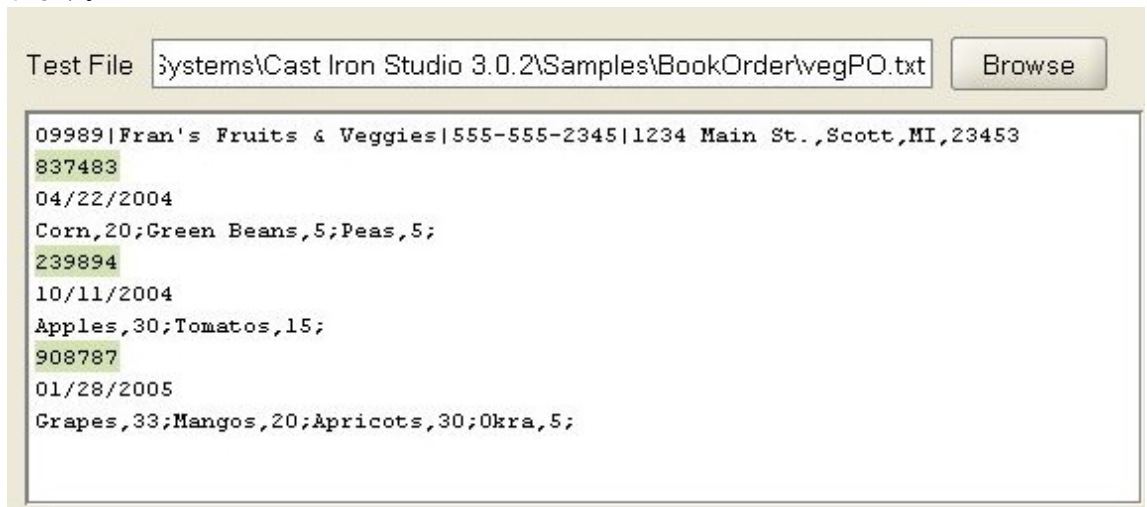 Test File Systems\Cast Iron Studio 3.0.2\Samples\BookOrder\vegPO.txt Browse
09989|Fran's Fruits & Veggies|555-555-2345|1234 Main St.,Scott,MI,23453
837483
04/22/2004
Corn,20;Green Beans,5;Peas,5;
239894
10/11/2004
Apples,30;Tomatos,15;
908787
01/28/2005
Grapes,33;Mangos,20;Apricots,30;Okra,5;